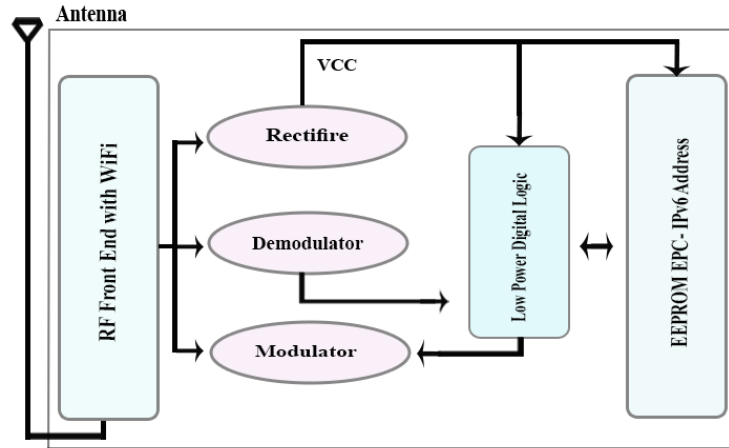 Antenna
VCC
RF Front End with WiFi
Rectifire
Demodulator
Modulator
Low Power Digital Logic
EEPROM EPC- IPv6 Address